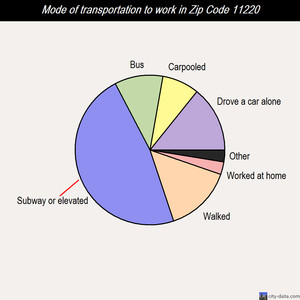 Mode of transportation to work in Zip Code 11220
Bus
Carpooled
Drove a car alone
Other
Worked at home
Subway or elevated
Walked
city-data.com